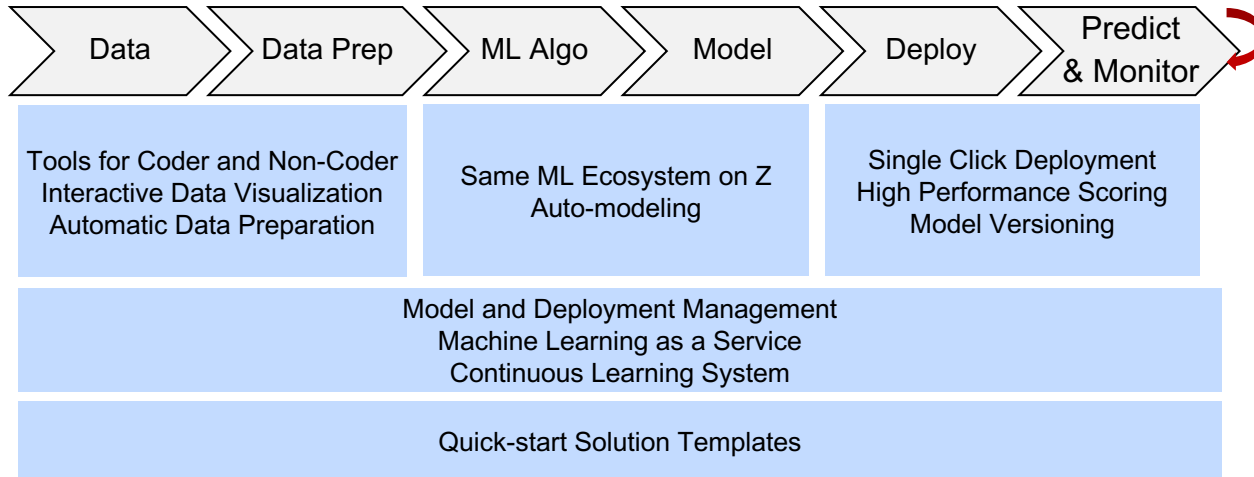 Data
Data Prep
ML Algo
Model
Deploy
Predict
& Monitor
Tools for Coder and Non-Coder
Interactive Data Visualization
Automatic Data Preparation
Same ML Ecosystem on Z
Auto-modeling
Single Click Deployment
High Performance Scoring
Model Versioning
Model and Deployment Management
Machine Learning as a Service
Continuous Learning System
Quick-start Solution Templates